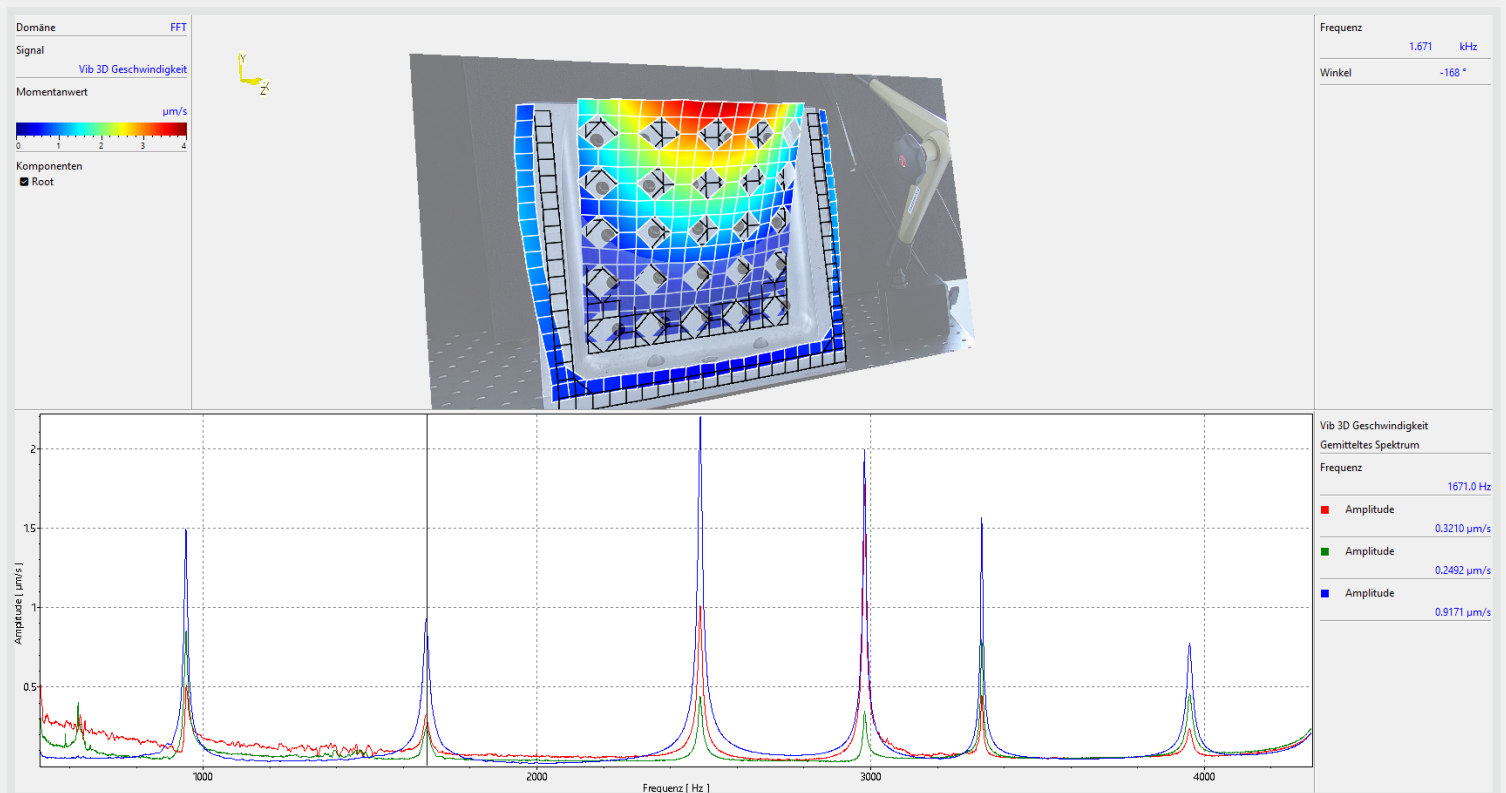 Domäne FFT
Signal
Vib 3D Geschwindigkeit
Momentanwert
µm/s
0 1 2 3 4
Komponenten
Root
Y
Z X
Frequenz
1.671 kHz
Winkel -168 °
2
1.5
1
0.5
Amplitude [ µm/s ]
1000 2000 3000 4000
Frequenz [ Hz ]
Vib 3D Geschwindigkeit
Gemitteltes Spektrum
Frequenz
1671.0 Hz
Amplitude
0.3210 µm/s
Amplitude
0.2492 µm/s
Amplitude
0.9171 µm/s